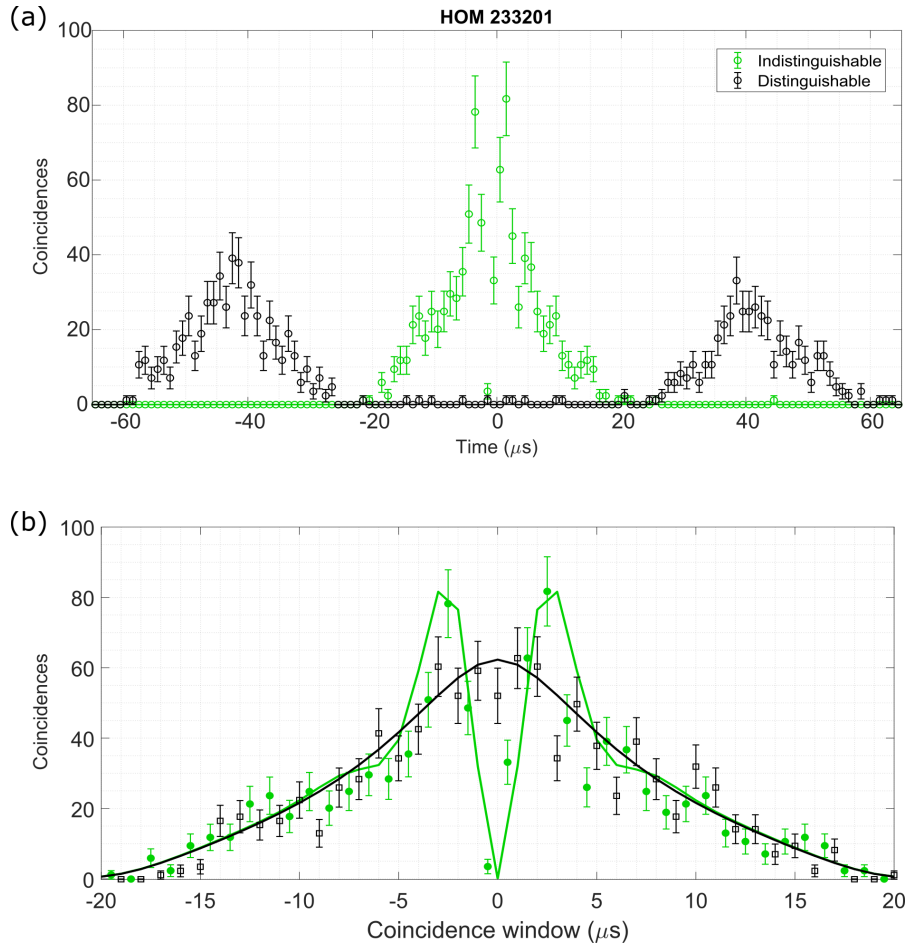 (a)
HOM 233201
100
80
60
40
20
0
Coincidences
Indistinguishable
Distinguishable
-60 -40 -20 0 20 40 60
Time (μs)
(b)
100
80
60
40
20
0
Coincidences
-20 -15 -10 -5 0 5 10 15 20
Coincidence window (μs)